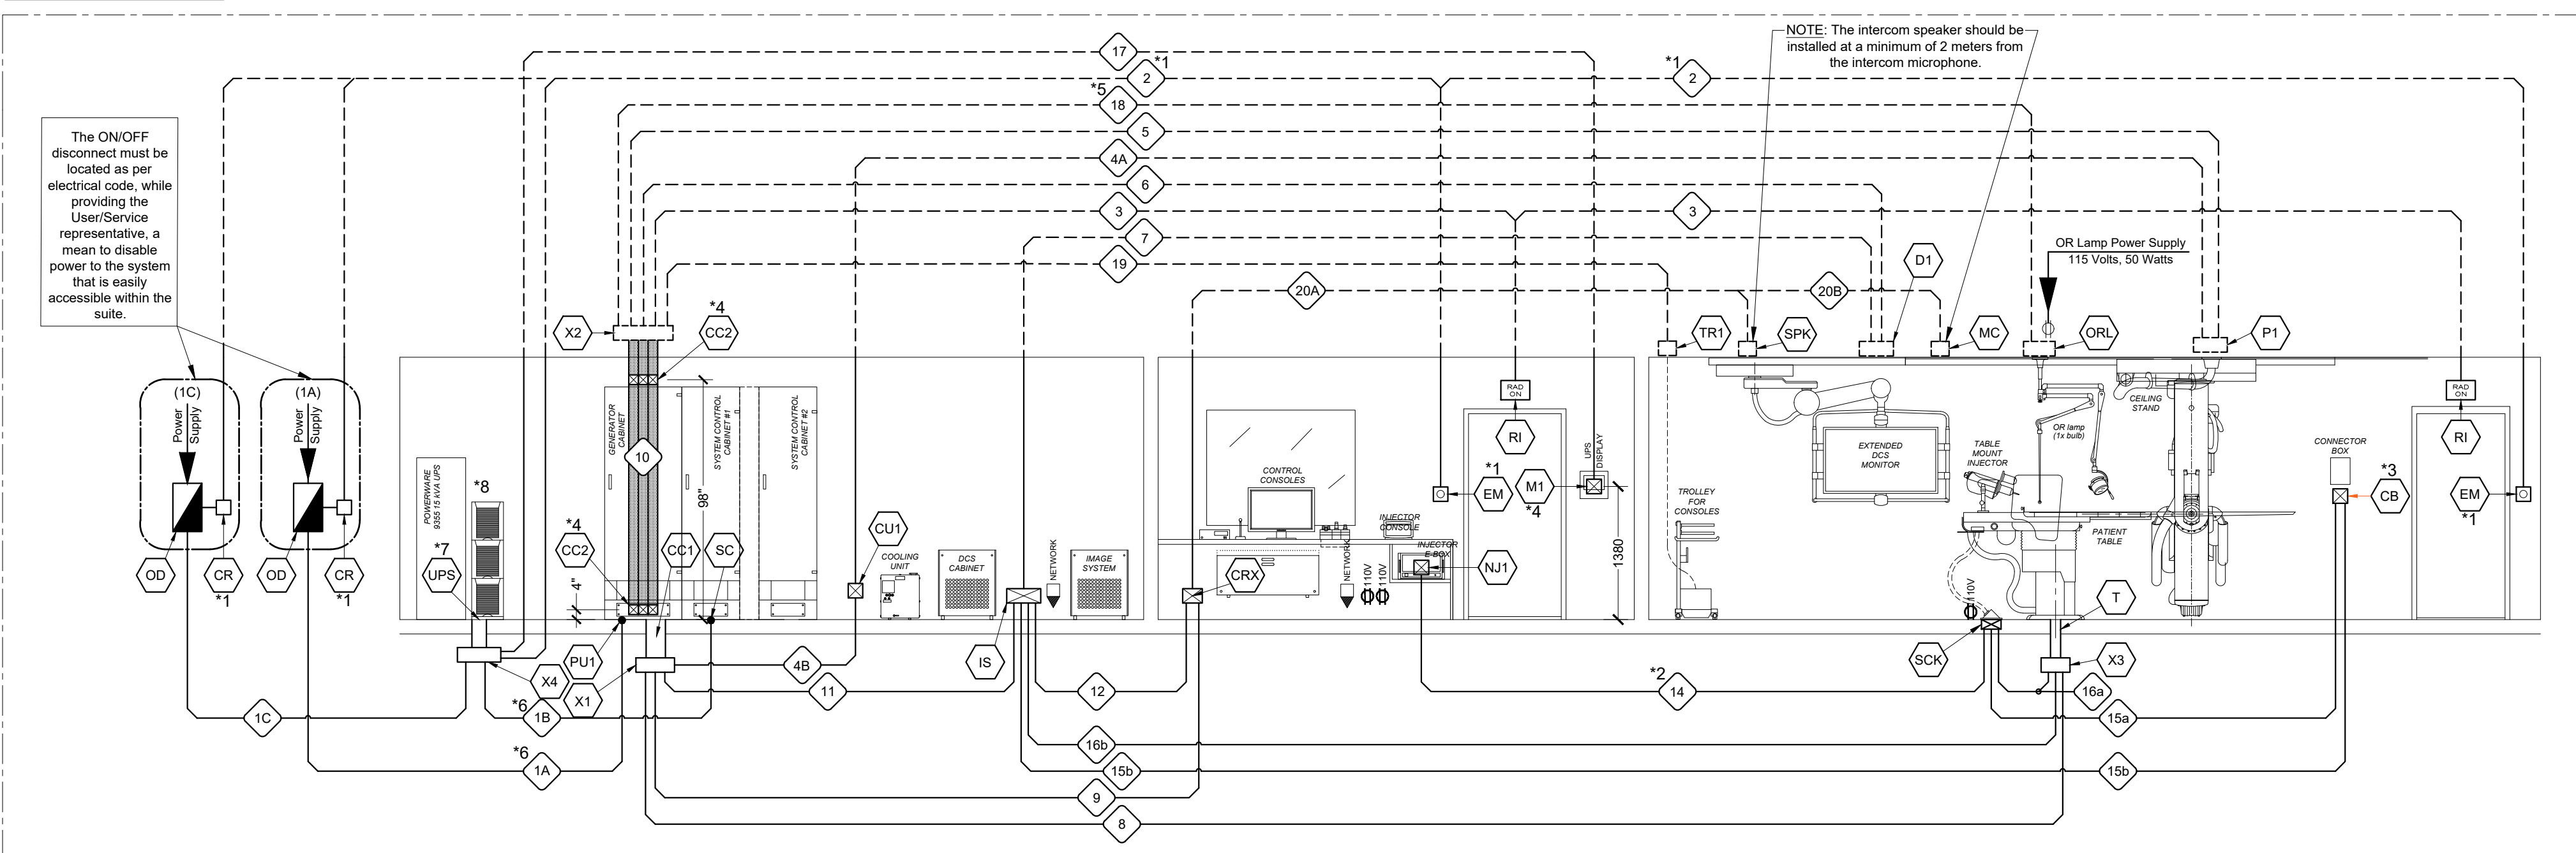 17
2
*1
*1
2
NOTE: The intercom speaker should be
installed at a minimum of 2 meters from
the intercom microphone.
*5
18
5
4A
6
3
3
7
19
20A
20B
D1
OR Lamp Power Supply
115 Volts, 50 Watts
The ON/OFF
disconnect must be
located as per
electrical code, while
providing the
User/Service
representative, a
mean to disable
power to the system
that is easily
accessible within the
suite.
X2
*4
CC2
TR1
SPK
MC
ORL
P1
(1C)
Power
Supply
(1A)
Power
Supply
OD
CR
*1
OD
CR
*1
POWERWARE
9355 15 kVA UPS
*8
*7
UPS
GENERATOR
CABINET
10
SYSTEM CONTROL
CABINET #1
SYSTEM CONTROL
CABINET #2
98"
*4
CC2
CC1
SC
4"
CU1
COOLING
UNIT
DCS
CABINET
NETWORK
IMAGE
SYSTEM
CRX
CONTROL
CONSOLES
INJECTOR
CONSOLE
INJECTOR
E-BOX
NETWORK
110V
110V
NJ1
RAD
ON
RI
*1
EM
M1
*4
UPS
DISPLAY
1380
TROLLEY
FOR
CONSOLES
EXTENDED
DCS
MONITOR
TABLE
MOUNT
INJECTOR
OR lamp
(1x bulb)
CEILING
STAND
PATIENT
TABLE
110V
CONNECTOR
BOX
*3
CB
RAD
ON
RI
EM
*1
T
PU1
X4
X1
4B
IS
SCK
X3
11
12
*2
14
16a
1C
*6
1B
15a
16b
*6
1A
15b
15b
9
8